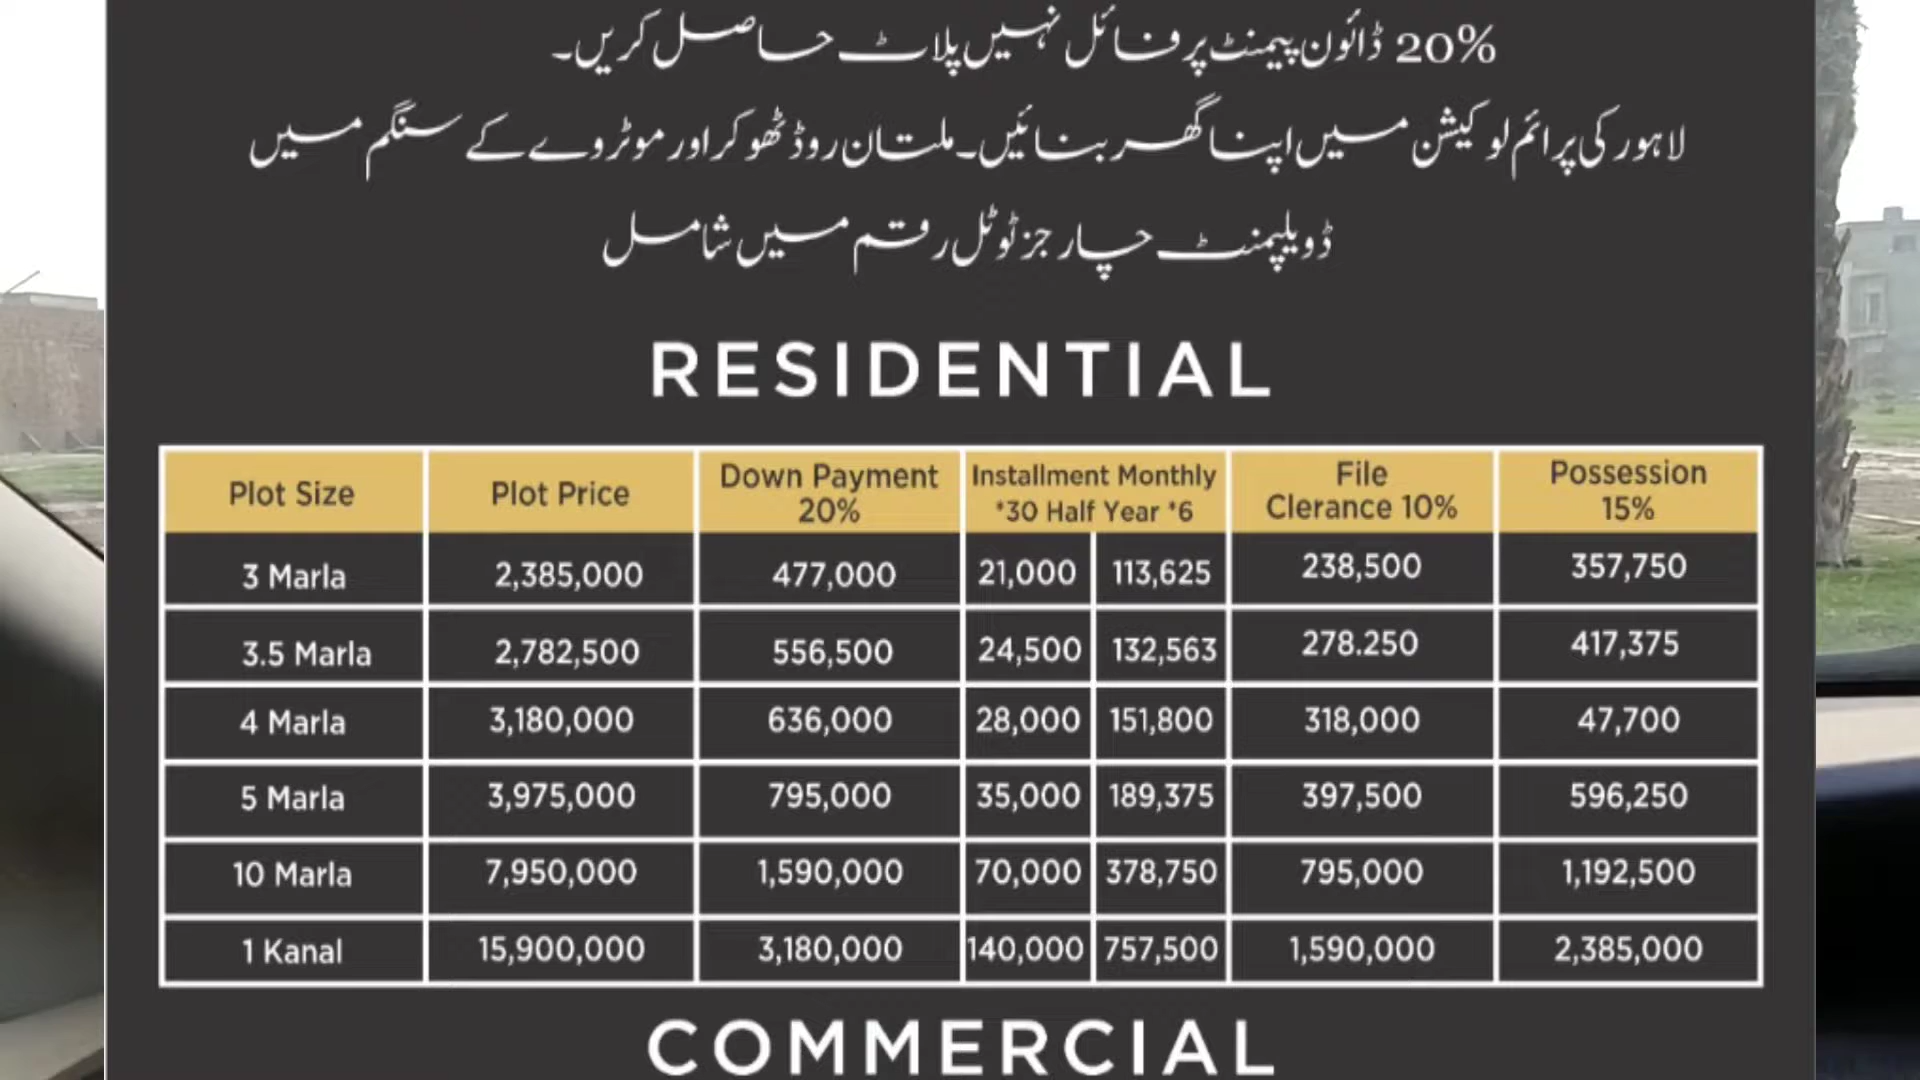 20% ڈائون پیمنٹ پر فائل نہیں پلاٹ حاصل کریں۔
لاہور کی پرائم لوکیشن میں اپنا گھر بنائیں۔ ملتان روڈ ٹھوکر اور موٹروے کے سنگم میں
ڈویلپمنٹ چارجز ٹوٹل رقم میں شامل
RESIDENTIAL
Plot Size Plot Price Down Payment 20% Installment Monthly *30 Half Year *6 File Clerance 10% Possession 15%
3 Marla 2,385,000 477,000 21,000 113,625 238,500 357,750
3.5 Marla 2,782,500 556,500 24,500 132,563 278.250 417,375
4 Marla 3,180,000 636,000 28,000 151,800 318,000 47,700
5 Marla 3,975,000 795,000 35,000 189,375 397,500 596,250
10 Marla 7,950,000 1,590,000 70,000 378,750 795,000 1,192,500
1 Kanal 15,900,000 3,180,000 140,000 757,500 1,590,000 2,385,000
COMMERCIAL